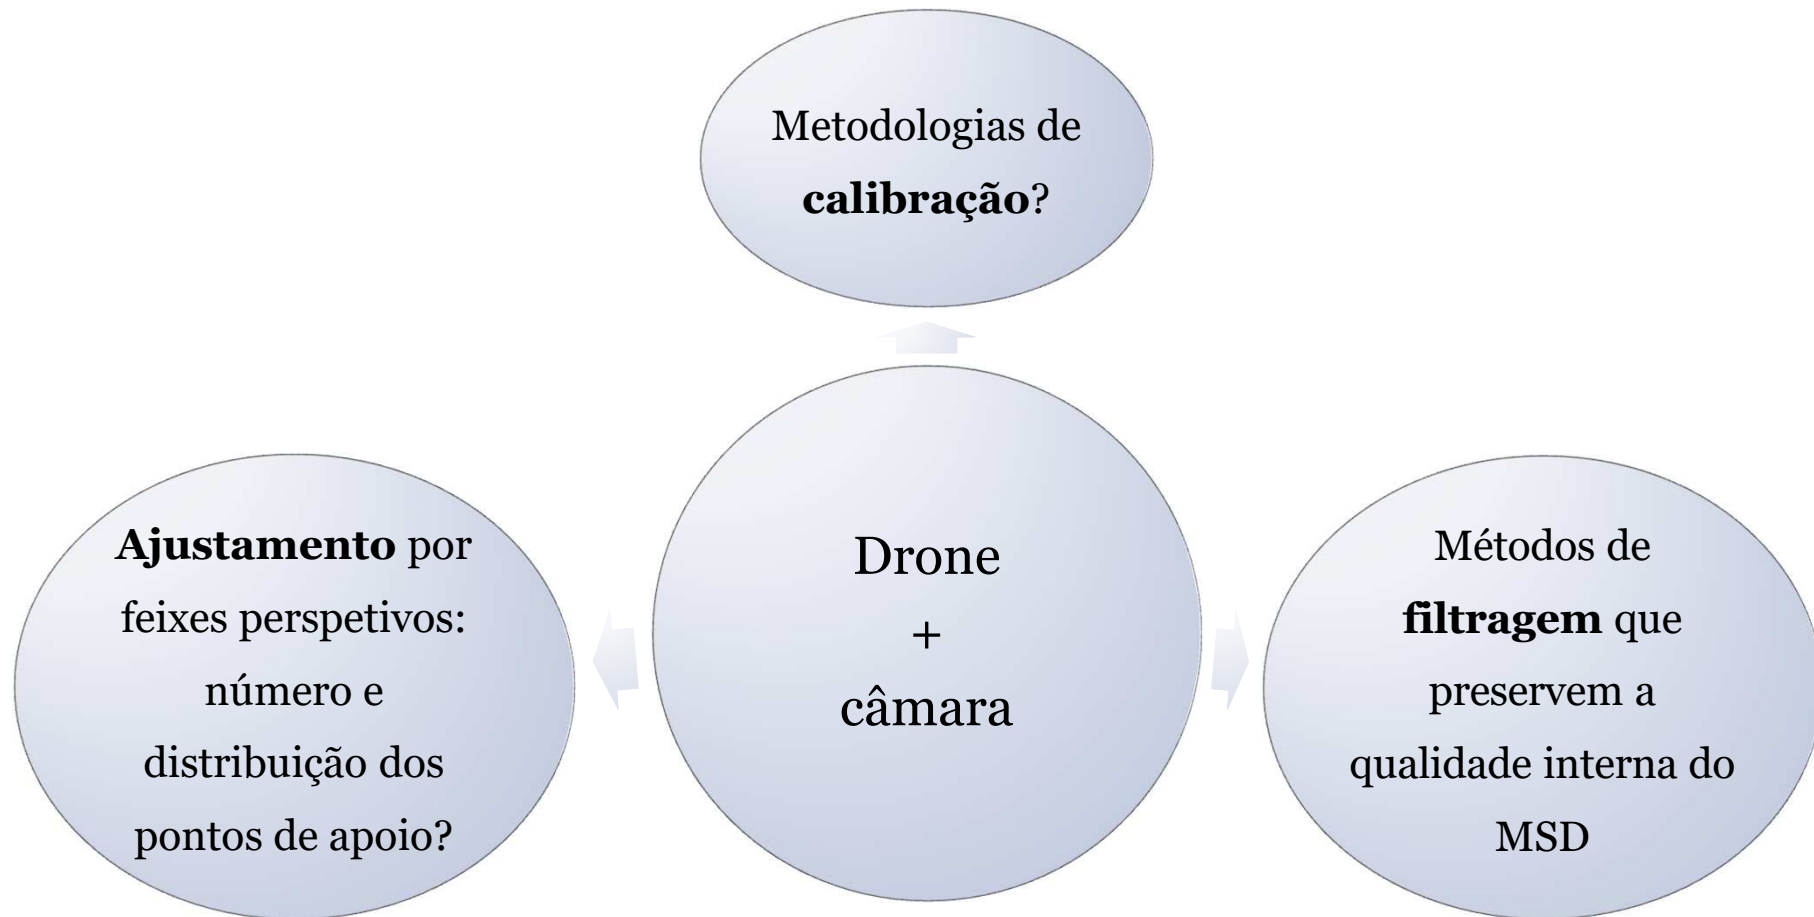 Metodologias de
calibração?
Drone
+
câmara
Ajustamento por
feixes perspetivos:
número e
distribuição dos
pontos de apoio?
Métodos de
filtragem que
preservem a
qualidade interna do
MSD